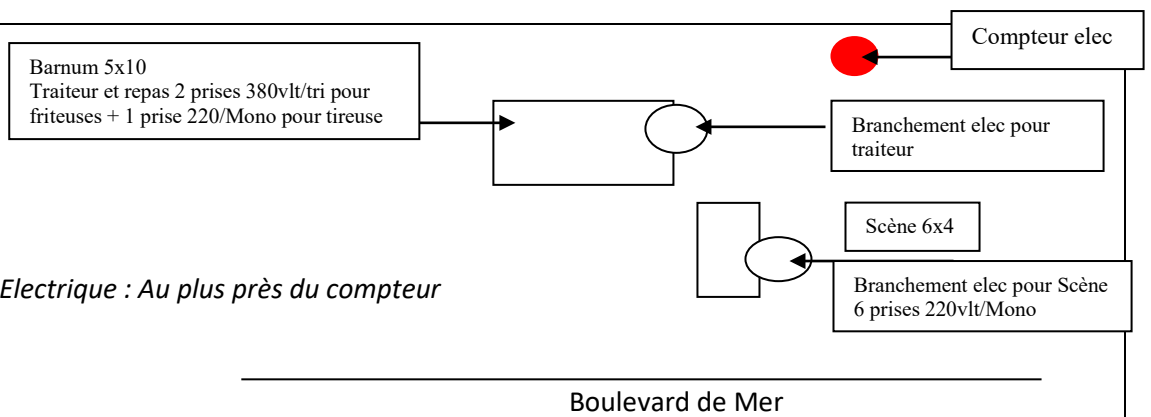 Compteur elec
Barnum 5x10
Traiteur et repas 2 prises 380vlt/tri pour
friteuses + 1 prise 220/Mono pour tireuse
Branchement elec pour
traiteur
Scène 6x4
Electrique : Au plus près du compteur
Branchement elec pour Scène
6 prises 220vlt/Mono
Boulevard de Mer